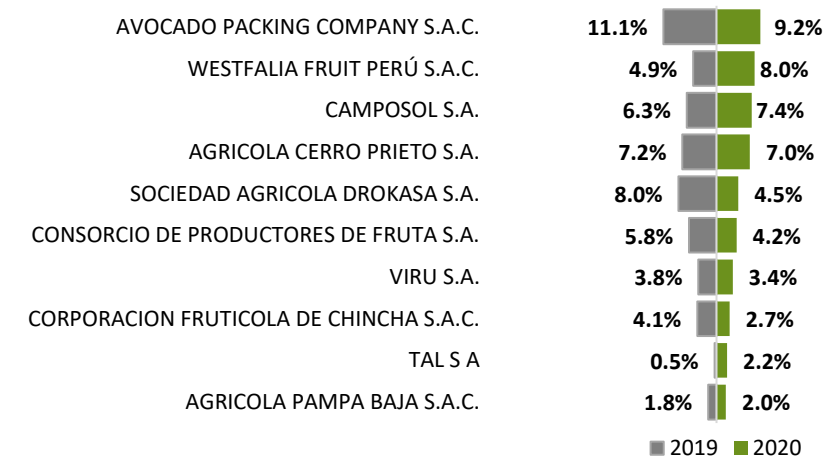 AVOCADO PACKING COMPANY S.A.C. 11.1% 9.2%
WESTFALIA FRUIT PERÚ S.A.C. 4.9% 8.0%
CAMPOSOL S.A. 6.3% 7.4%
AGRICOLA CERRO PRIETO S.A. 7.2% 7.0%
SOCIEDAD AGRICOLA DROKASA S.A. 8.0% 4.5%
CONSORCIO DE PRODUCTORES DE FRUTA S.A. 5.8% 4.2%
VIRU S.A. 3.8% 3.4%
CORPORACION FRUTICOLA DE CHINCHA S.A.C. 4.1% 2.7%
TAL S A 0.5% 2.2%
AGRICOLA PAMPA BAJA S.A.C. 1.8% 2.0%
2019 2020